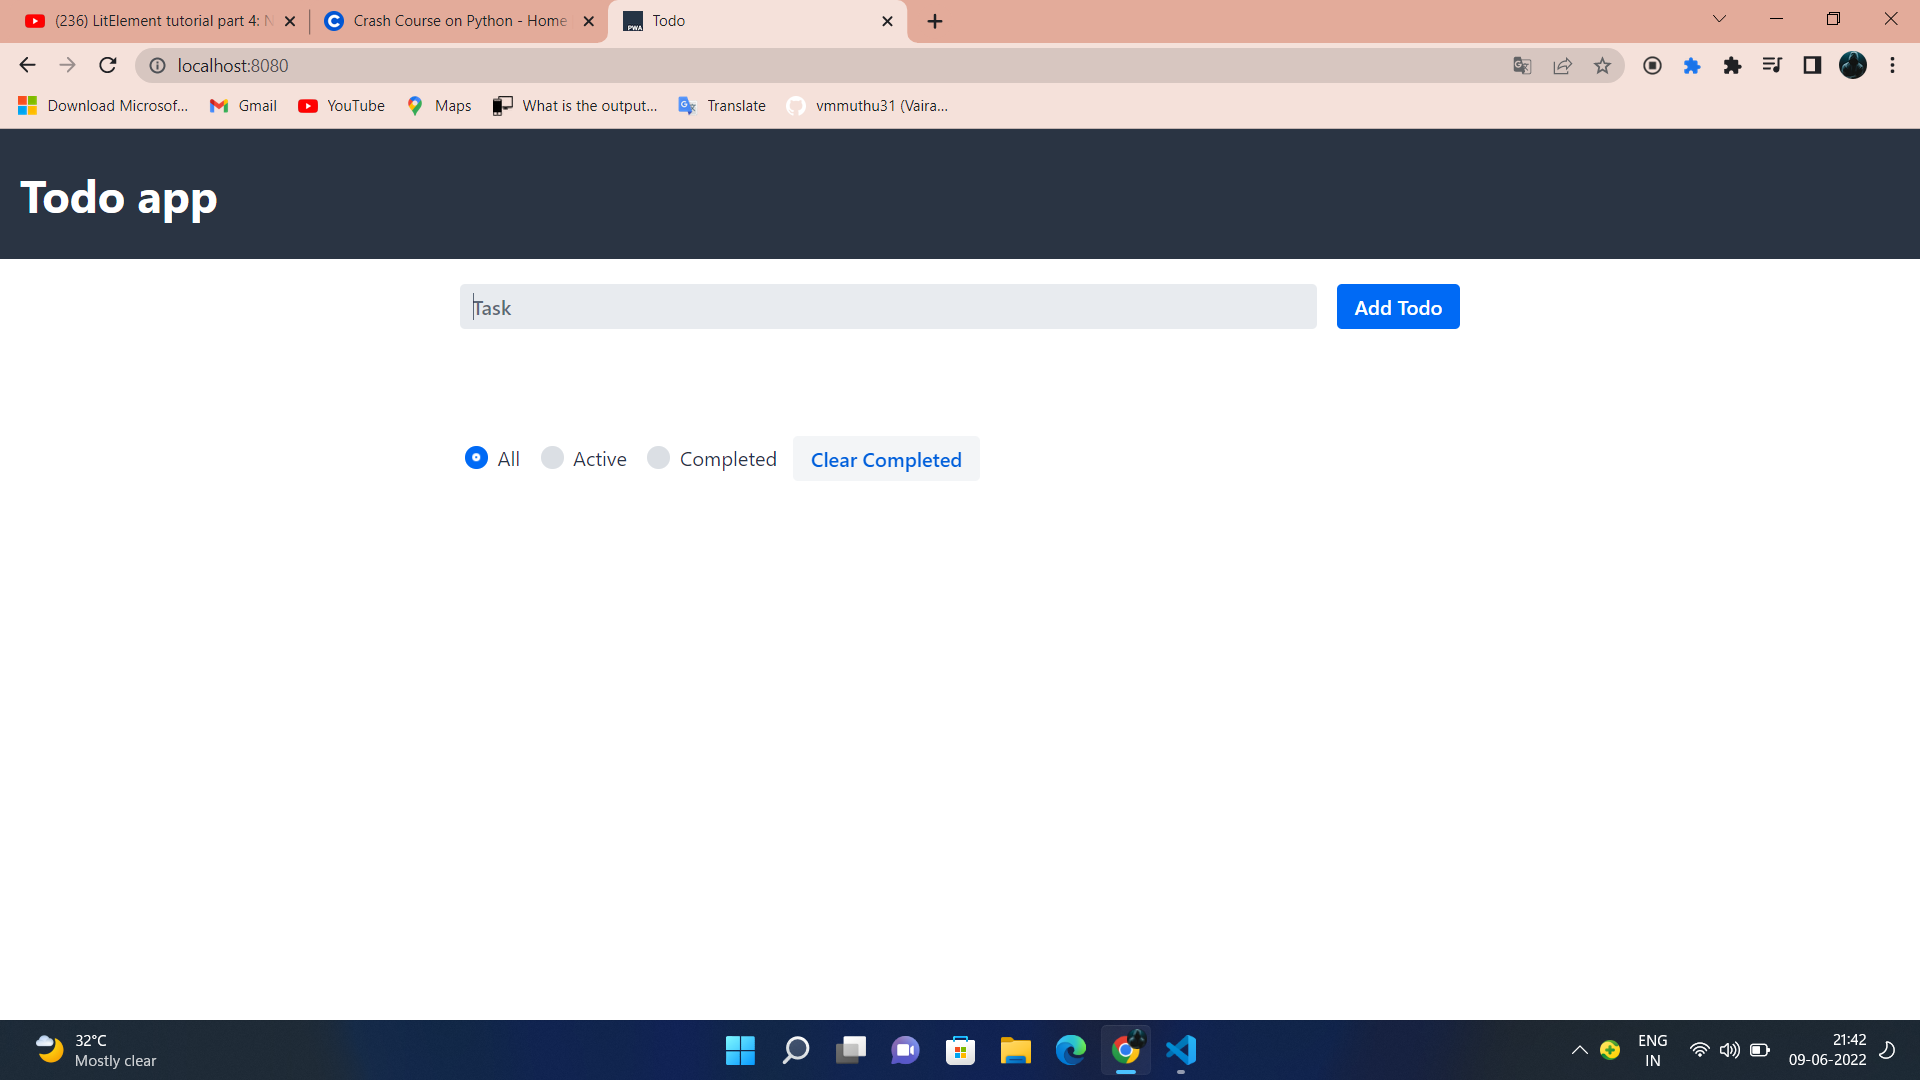 (236) LitElement tutorial part 4: N
Crash Course on Python - Home
Todo
localhost:8080
Download Microsof...
Gmail
YouTube
Maps
What is the output...
Translate
vmmuthu31 (Vaira...
Todo app
Task
Add Todo
All
Active
Completed
Clear Completed
32°C
Mostly clear
ENG
IN
21:42
09-06-2022